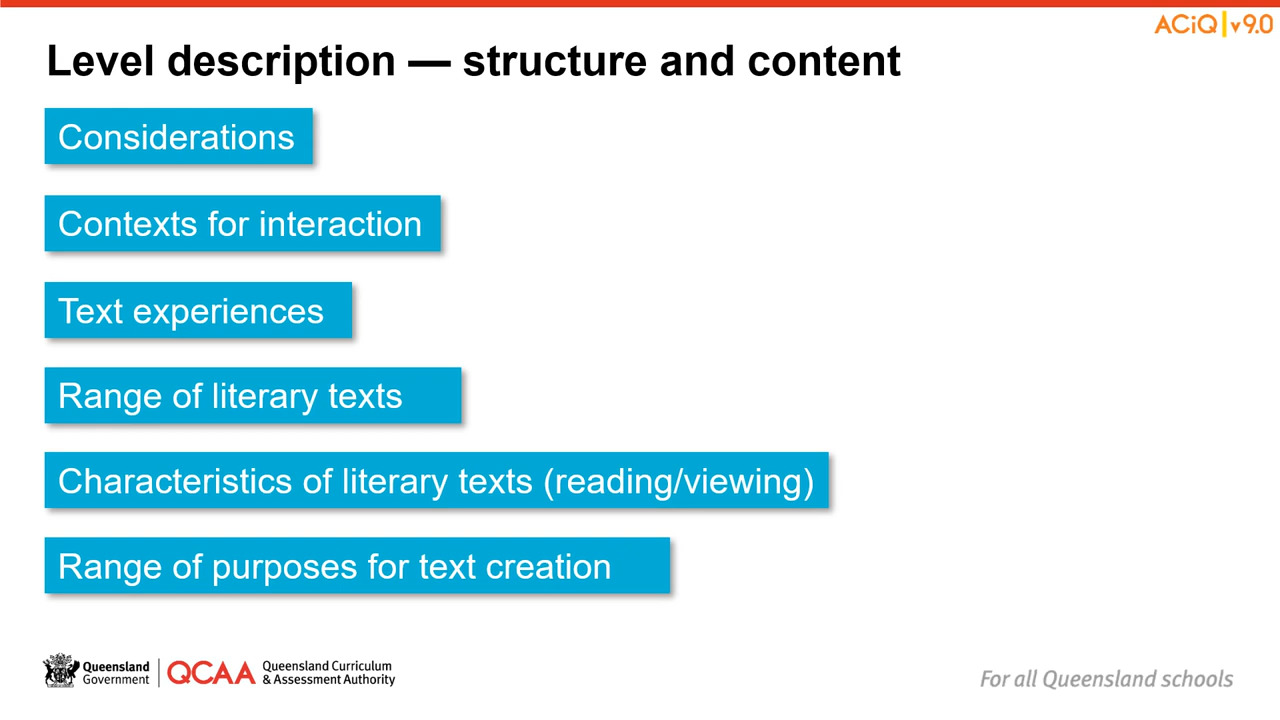 ACiQ v9.0
Level description — structure and content
Considerations
Contexts for interaction
Text experiences
Range of literary texts
Characteristics of literary texts (reading/viewing)
Range of purposes for text creation
Queensland
Government
QCAA
Queensland Curriculum
& Assessment Authority
For all Queensland schools